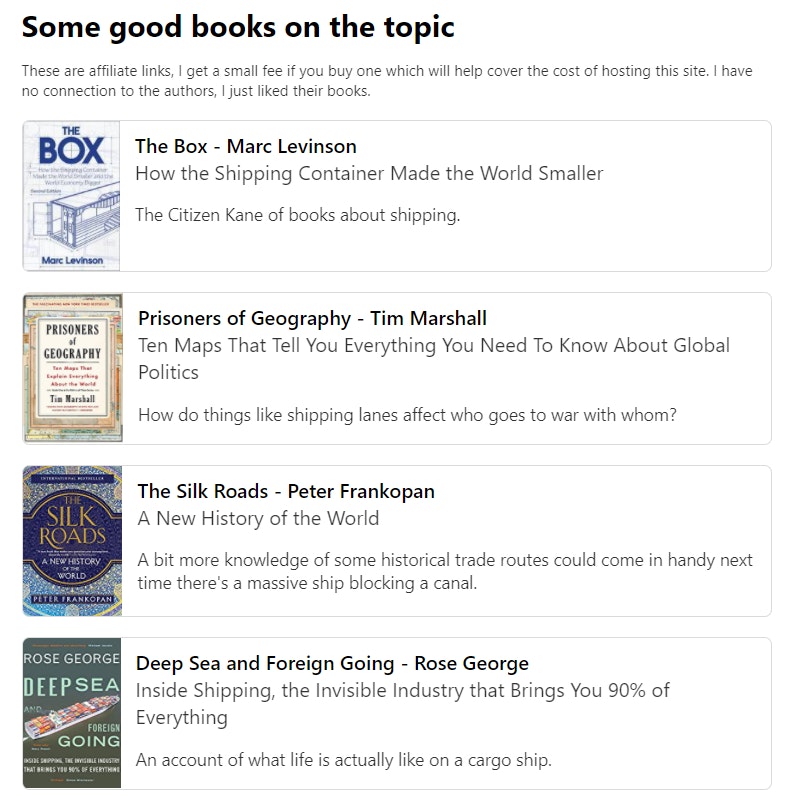 Some good books on the topic
These are affiliate links, I get a small fee if you buy one which will help cover the cost of hosting this site. I have
no connection to the authors, I just liked their books.
THE
BOX
How the Shipping Container
Made the World Smaller and the
World Economy Bigger
Second Edition
Marc Levinson
The Box - Marc Levinson
How the Shipping Container Made the World Smaller
The Citizen Kane of books about shipping.
PRISONERS
of
GEOGRAPHY
Ten Maps That
Explain Everything
About the World
Tim Marshall
Prisoners of Geography - Tim Marshall
Ten Maps That Tell You Everything You Need To Know About Global
Politics
How do things like shipping lanes affect who goes to war with whom?
INTERNATIONAL BESTSELLER
THE
SILK
ROADS
A NEW HISTORY
OF THE
WORLD
PETER FRANKOPAN
The Silk Roads - Peter Frankopan
A New History of the World
A bit more knowledge of some historical trade routes could come in handy next
time there's a massive ship blocking a canal.
ROSE GEORGE
DEEP SEA
AND
FOREIGN
GOING
INSIDE SHIPPING, THE INVISIBLE INDUSTRY
THAT BRINGS YOU 90% OF EVERYTHING
Deep Sea and Foreign Going - Rose George
Inside Shipping, the Invisible Industry that Brings You 90% of
Everything
An account of what life is actually like on a cargo ship.